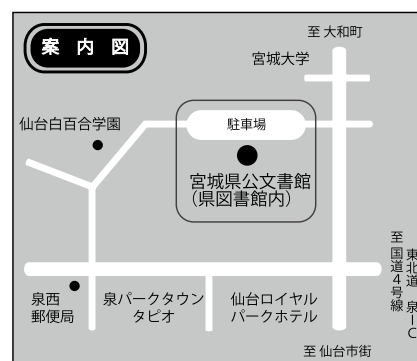 案内図
至 大和町
宮城大学
仙台白百合学園
駐車場
宮城県公文書館
（県図書館内）
至 国道４号線
東北道 泉ＩＣ
泉西
郵便局
泉パークタウン
タピオ
仙台ロイヤル
パークホテル
至 仙台市街